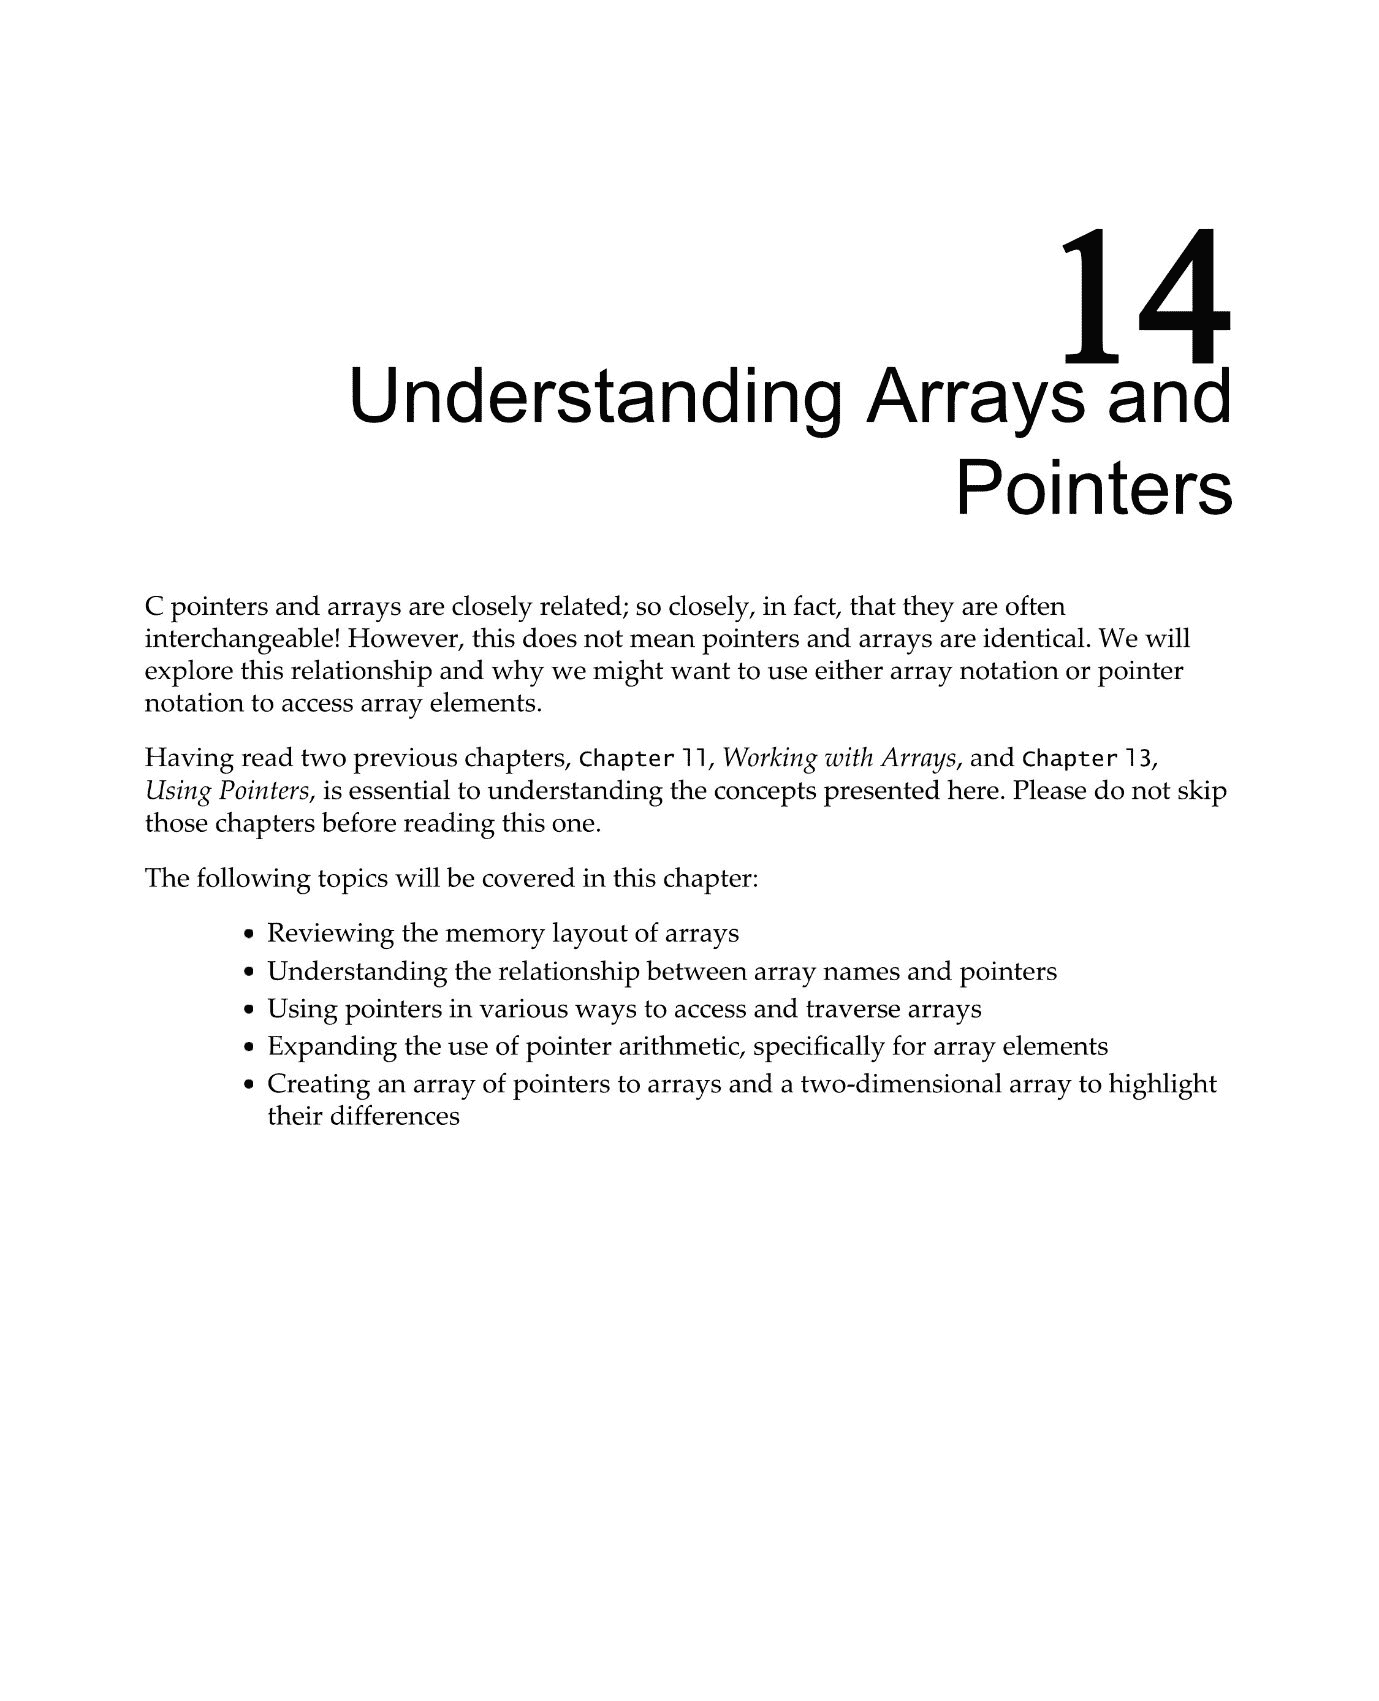 14
Understanding Arrays and
Pointers
C pointers and arrays are closely related; so closely, in fact, that they are often
interchangeable! However, this does not mean pointers and arrays are identical. We will
explore this relationship and why we might want to use either array notation or pointer
notation to access array elements.
Having read two previous chapters, Chapter 11, Working with Arrays, and Chapter 13,
Using Pointers, is essential to understanding the concepts presented here. Please do not skip
those chapters before reading this one.
The following topics will be covered in this chapter:
• Reviewing the memory layout of arrays
• Understanding the relationship between array names and pointers
• Using pointers in various ways to access and traverse arrays
• Expanding the use of pointer arithmetic, specifically for array elements
• Creating an array of pointers to arrays and a two-dimensional array to highlight
their differences